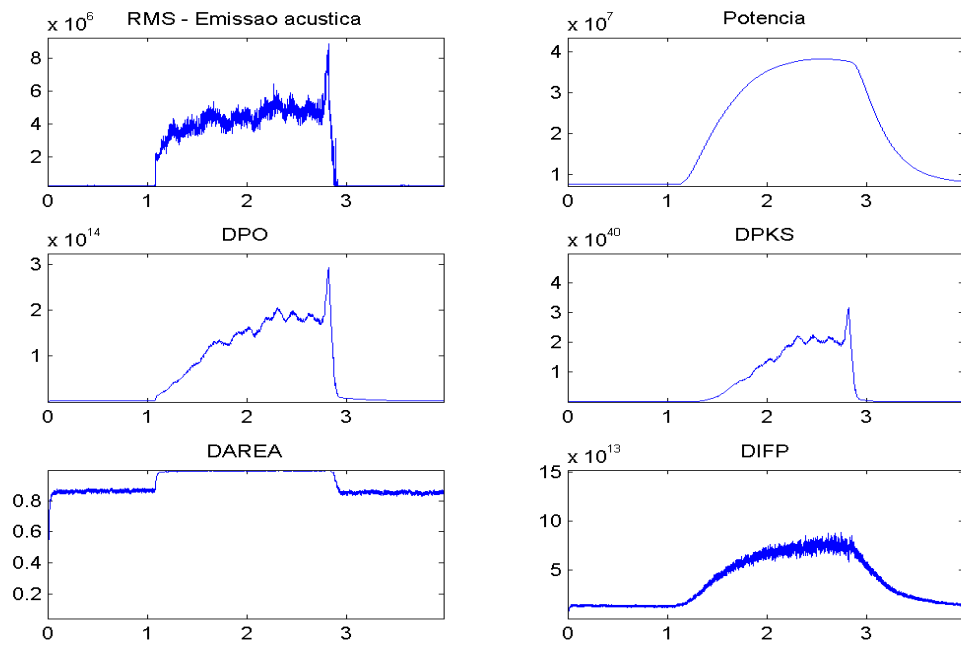 RMS - Emissao acustica
x 10^6
8
6
4
2
0 1 2 3
Potencia
x 10^7
4
3
2
1
0 1 2 3
DPO
x 10^14
3
2
1
0 1 2 3
DPKS
x 10^40
4
3
2
1
0 1 2 3
DAREA
0.8
0.6
0.4
0.2
0 1 2 3
DIFP
x 10^13
15
10
5
0 1 2 3